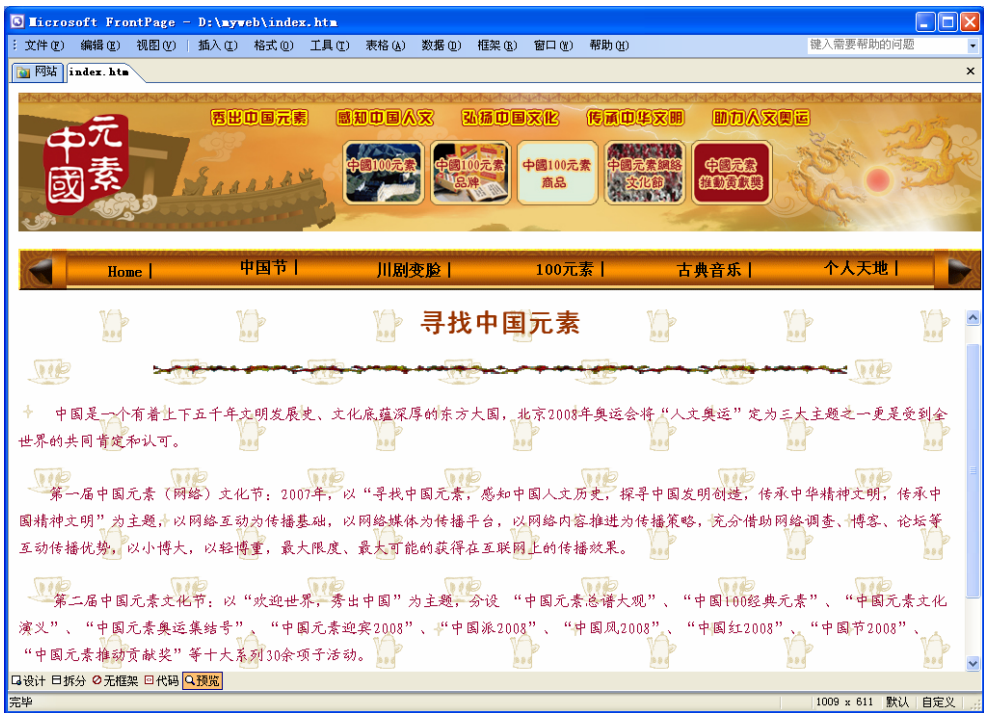 Microsoft FrontPage - D:\myweb\index.htm
文件(F) 编辑(E) 视图(V) 插入(I) 格式(O) 工具(T) 表格(A) 数据(D) 框架(R) 窗口(W) 帮助(H) 键入需要帮助的问题
网站 index.htm
秀出中国元素 感知中国人文 弘扬中国文化 传承中华文明 助力人文奥运
中國元素
中國100元素 中國100元素品牌 中國100元素商品 中國元素網絡文化節 中國元素推動貢獻獎
Home | 中国节 | 川剧变脸 | 100元素 | 古典音乐 | 个人天地 |
寻找中国元素
中国是一个有着上下五千年文明发展史、文化底蕴深厚的东方大国，北京2008年奥运会将“人文奥运”定为三大主题之一更是受到全
世界的共同肯定和认可。
第一届中国元素（网络）文化节：2007年，以“寻找中国元素，感知中国人文历史，探寻中国发明创造，传承中华精神文明，传承中
国精神文明”为主题，以网络互动为传播基础，以网络媒体为传播平台，以网络内容推进为传播策略，充分借助网络调查、博客、论坛等
互动传播优势，以小博大，以轻博重，最大限度、最大可能的获得在互联网上的传播效果。
第二届中国元素文化节：以“欢迎世界，秀出中国”为主题，分设 “中国元素总谱大观”、“中国100经典元素”、“中国元素文化
演义”、“中国元素奥运集结号”、“中国元素迎宾2008”、“中国派2008”、“中国风2008”、“中国红2008”、“中国节2008”、
“中国元素推动贡献奖”等十大系列30余项子活动。
设计 拆分 无框架 代码 预览
完毕 1009 x 611 默认 自定义